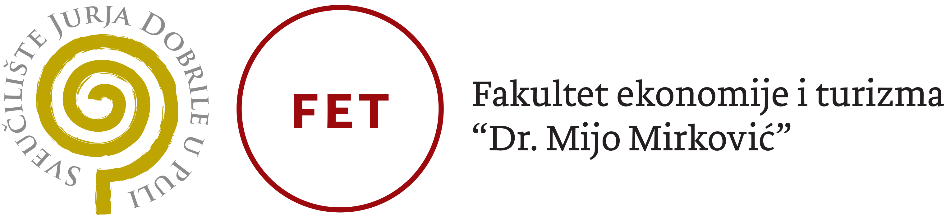 SVEUČILIŠTE JURJA DOBRILE U PULI
FET
Fakultet ekonomije i turizma
“Dr. Mijo Mirković”